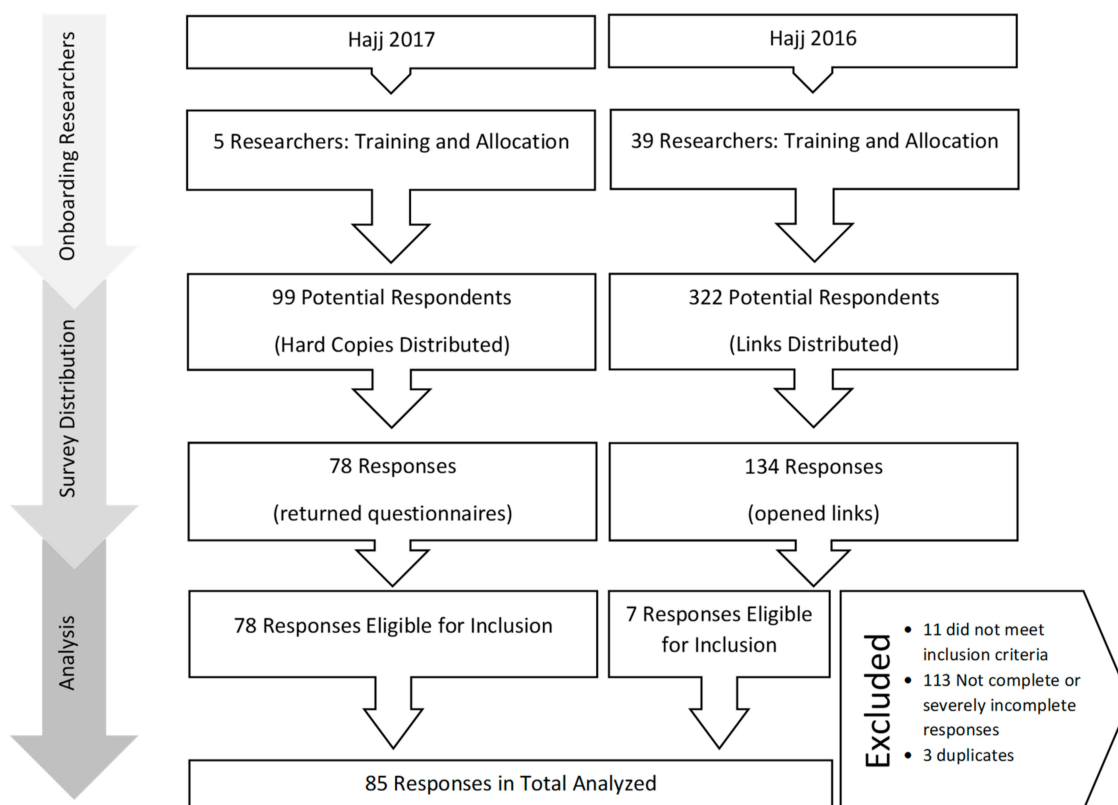 Onboarding Researchers
Hajj 2017
Hajj 2016
5 Researchers: Training and Allocation
39 Researchers: Training and Allocation
Survey Distribution
99 Potential Respondents
(Hard Copies Distributed)
322 Potential Respondents
(Links Distributed)
78 Responses
(returned questionnaires)
134 Responses
(opened links)
Analysis
78 Responses Eligible for Inclusion
7 Responses Eligible
for Inclusion
Excluded
• 11 did not meet
inclusion criteria
• 113 Not complete or
severely incomplete
responses
• 3 duplicates
85 Responses in Total Analyzed